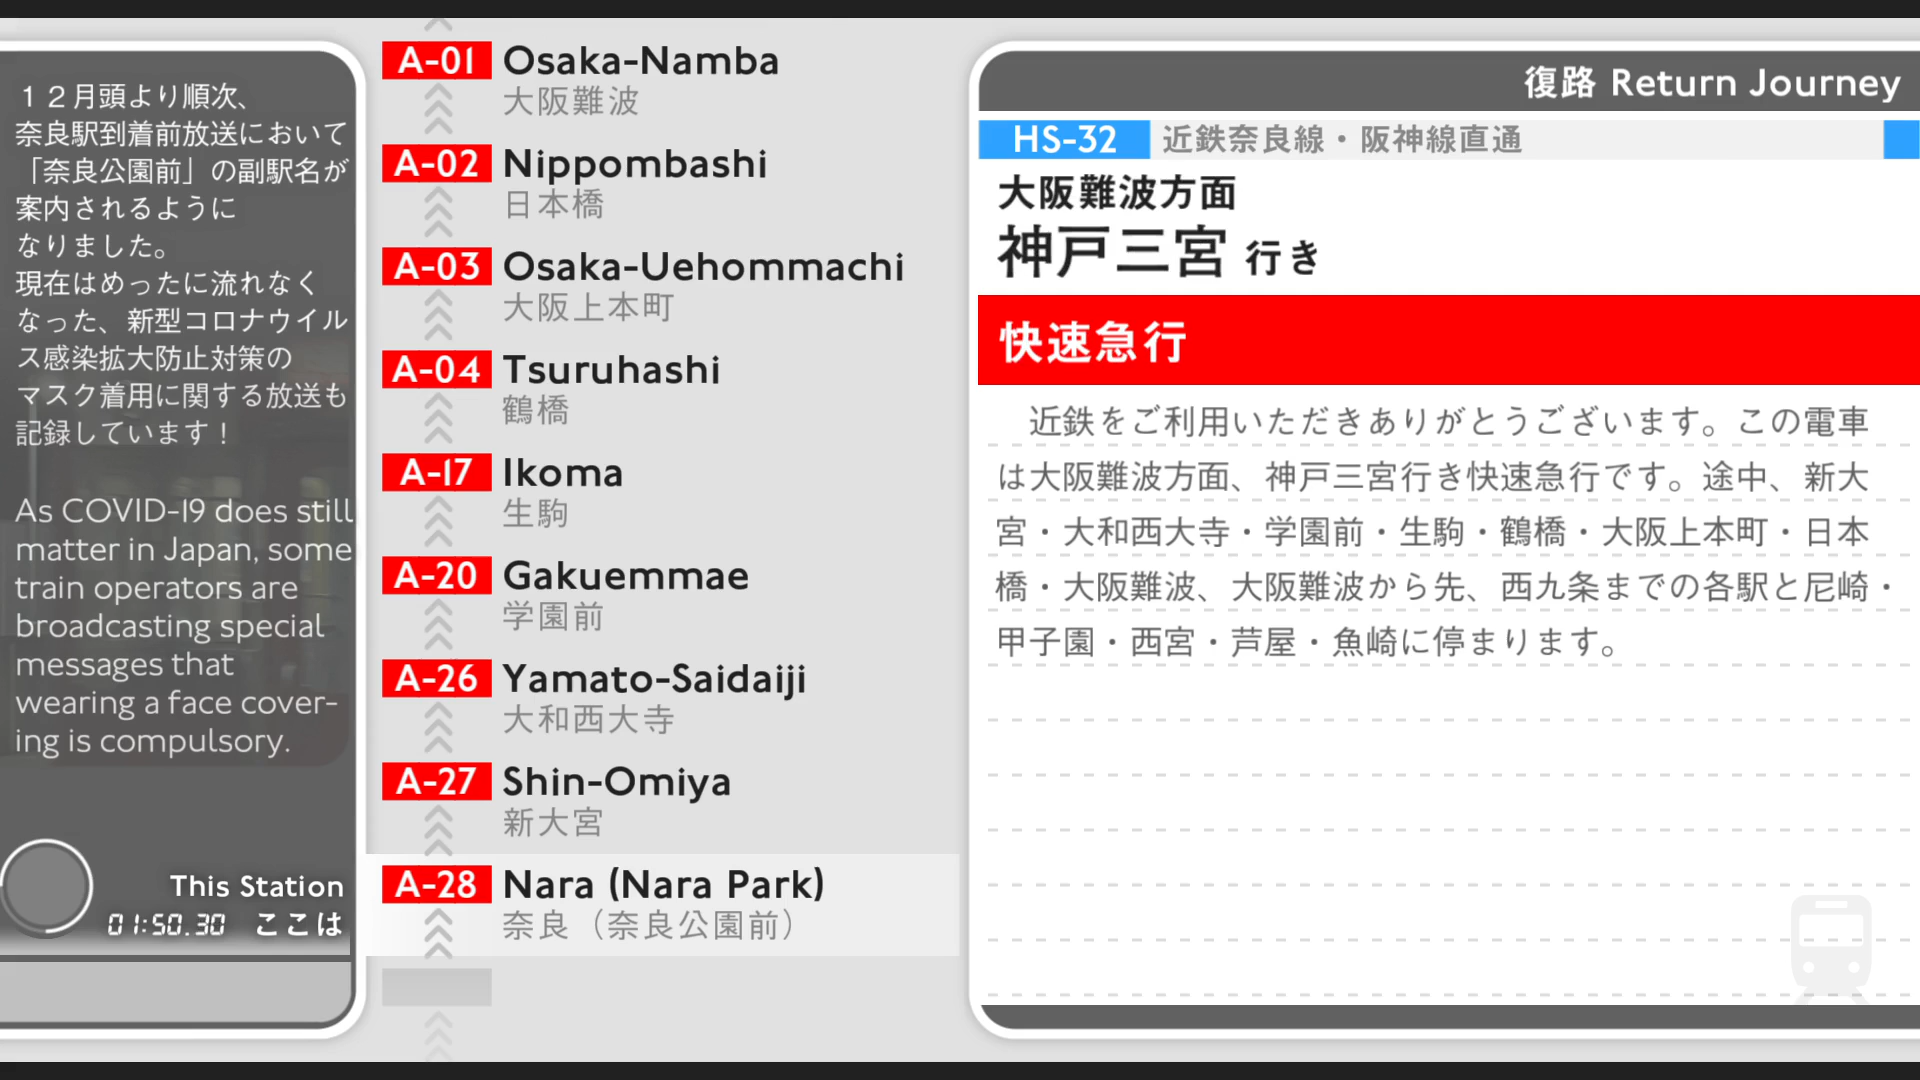 １２月頭より順次、
奈良駅到着前放送において
「奈良公園前」の副駅名が
案内されるように
なりました。
現在はめったに流れなく
なった、新型コロナウイル
ス感染拡大防止対策の
マスク着用に関する放送も
記録しています！
As COVID-19 does still
matter in Japan, some
train operators are
broadcasting special
messages that
wearing a face cover-
ing is compulsory.
This Station
01:50.30 ここは
A-01 Osaka-Namba
大阪難波
A-02 Nippombashi
日本橋
A-03 Osaka-Uehommachi
大阪上本町
A-04 Tsuruhashi
鶴橋
A-17 Ikoma
生駒
A-20 Gakuemmae
学園前
A-26 Yamato-Saidaiji
大和西大寺
A-27 Shin-Omiya
新大宮
A-28 Nara (Nara Park)
奈良（奈良公園前）
復路 Return Journey
HS-32 近鉄奈良線・阪神線直通
大阪難波方面
神戸三宮 行き
快速急行
近鉄をご利用いただきありがとうございます。この電車
は大阪難波方面、神戸三宮行き快速急行です。途中、新大
宮・大和西大寺・学園前・生駒・鶴橋・大阪上本町・日本
橋・大阪難波、大阪難波から先、西九条までの各駅と尼崎・
甲子園・西宮・芦屋・魚崎に停まります。